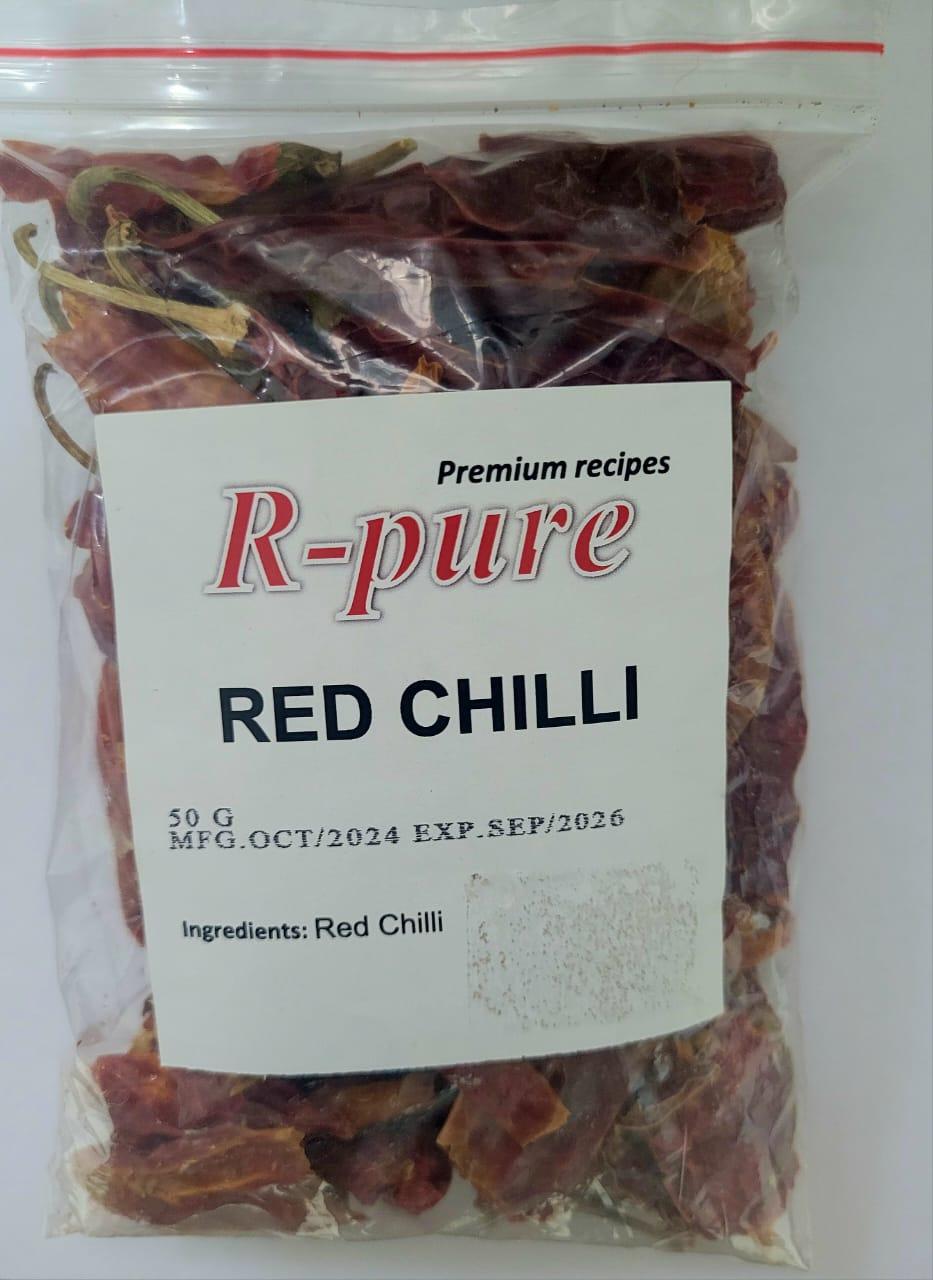 Premium recipes
R-pure
RED CHILLI
50 G
MFG.OCT/2024 EXP.SEP/2026
Ingredients: Red Chilli